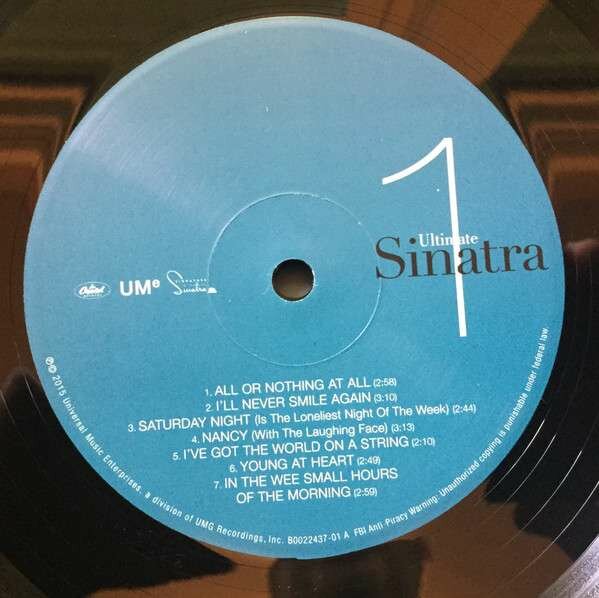 1
Ultimate
Sinatra
Capitol
UMe
SIGNATURE
Sinatra
1. ALL OR NOTHING AT ALL (2:58)
2. I'LL NEVER SMILE AGAIN (3:10)
3. SATURDAY NIGHT (Is The Loneliest Night Of The Week) (2:44)
4. NANCY (With The Laughing Face) (3:13)
5. I'VE GOT THE WORLD ON A STRING (2:10)
6. YOUNG AT HEART (2:49)
7. IN THE WEE SMALL HOURS
OF THE MORNING (2:59)
℗© 2015 Universal Music Enterprises, a division of UMG Recordings, Inc. B0022437-01 A FBI Anti-Piracy Warning: Unauthorized copying is punishable under federal law.